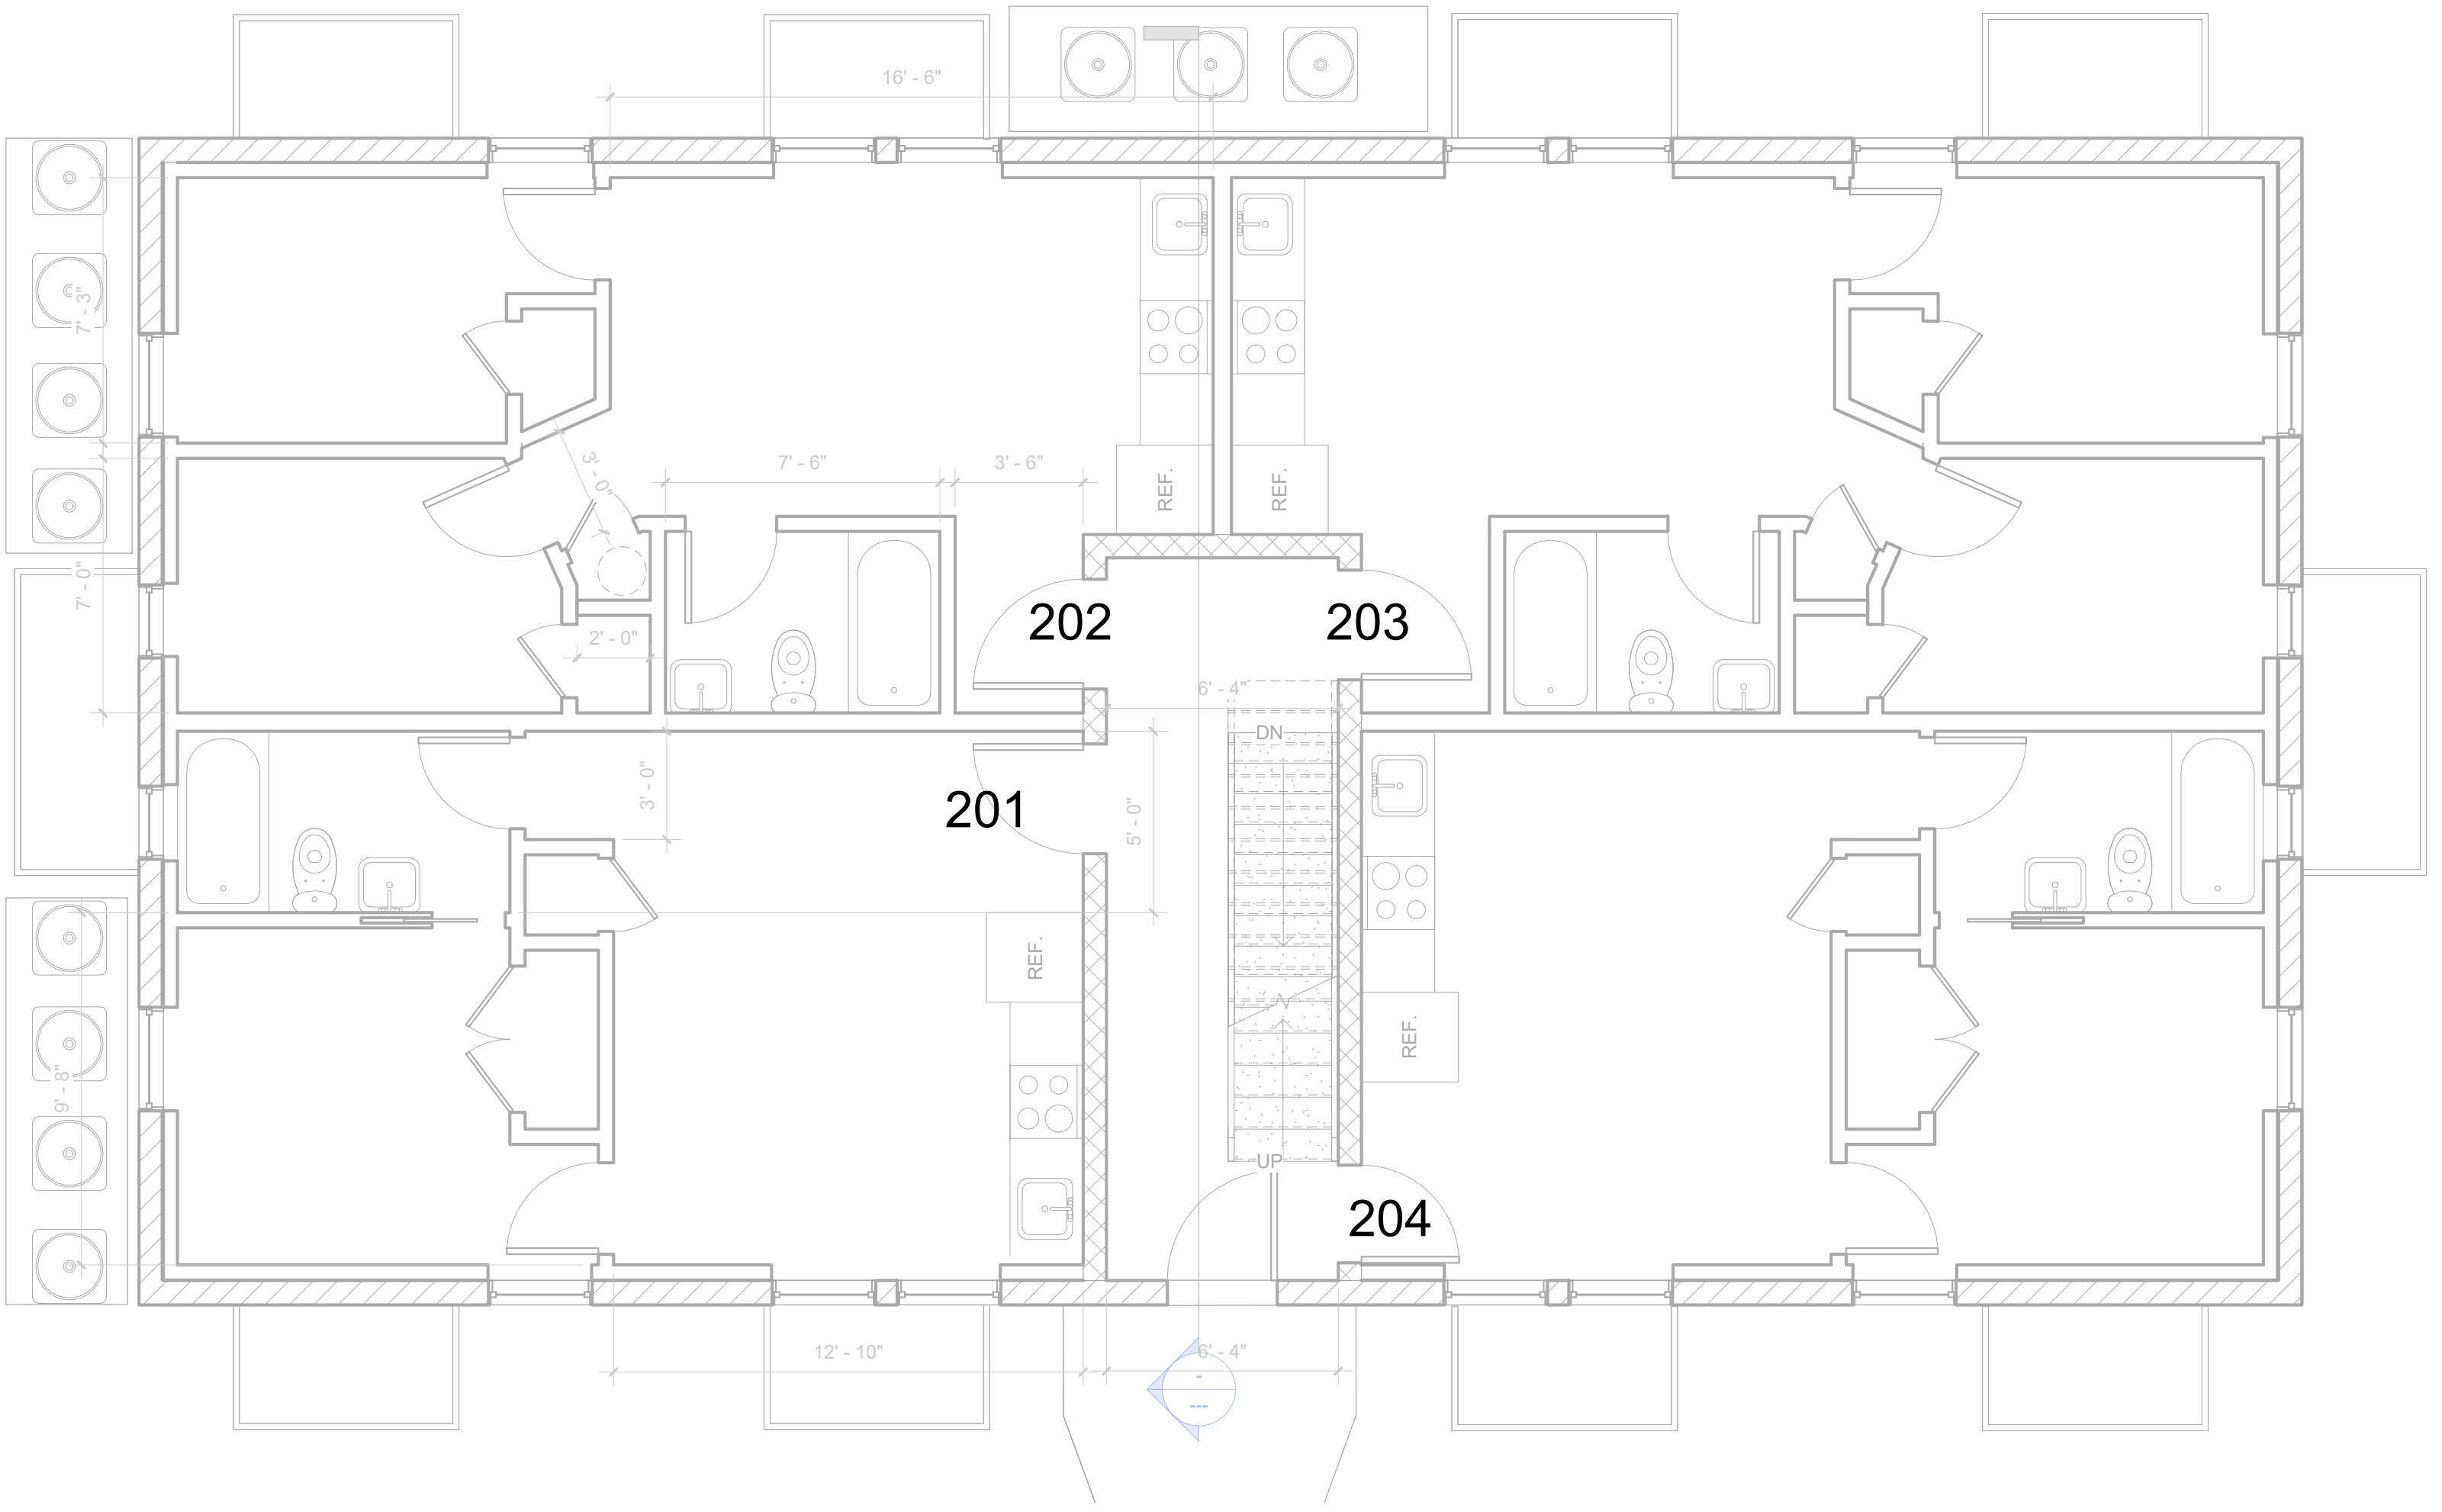 16' - 6"
7' - 3"
3' - 0"
7' - 6"
3' - 6"
REF.
REF.
7' - 0"
2' - 0"
202
203
6' - 4"
DN
3' - 0"
201
5' - 0"
REF.
REF.
9' - 8"
UP
204
12' - 10"
6' - 4"
-
---